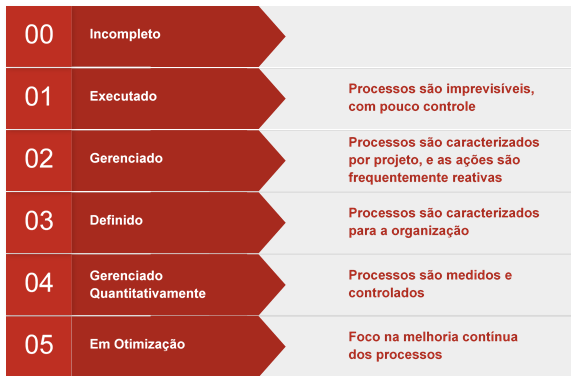 00
Incompleto
01
Executado
Processos são imprevisíveis,
com pouco controle
02
Gerenciado
Processos são caracterizados
por projeto, e as ações são
frequentemente reativas
03
Definido
Processos são caracterizados
para a organização
04
Gerenciado
Quantitativamente
Processos são medidos e
controlados
05
Em Otimização
Foco na melhoria contínua
dos processos